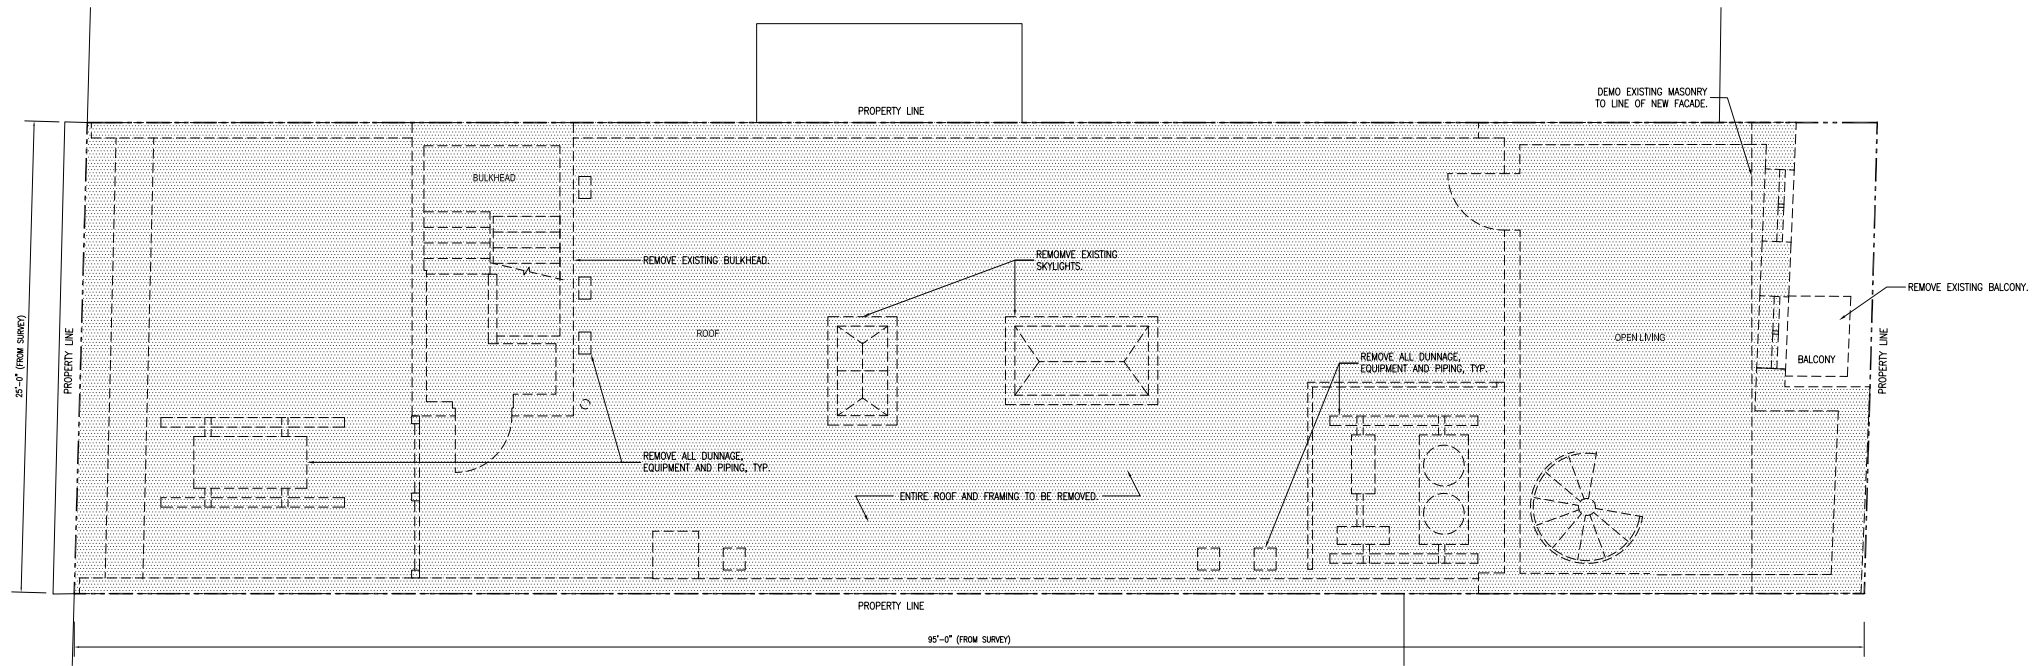 PROPERTY LINE
DEMO EXISTING MASONRY
TO LINE OF NEW FACADE.
BULKHEAD
REMOVE EXISTING BULKHEAD.
REMOMVE EXISTING
SKYLIGHTS.
REMOVE EXISTING BALCONY.
25'-0" (FROM SURVEY)
PROPERTY LINE
ROOF
OPEN LIVING
BALCONY
PROPERTY LINE
REMOVE ALL DUNNAGE,
EQUIPMENT AND PIPING, TYP.
REMOVE ALL DUNNAGE,
EQUIPMENT AND PIPING, TYP.
ENTIRE ROOF AND FRAMING TO BE REMOVED.
PROPERTY LINE
95'-0" (FROM SURVEY)